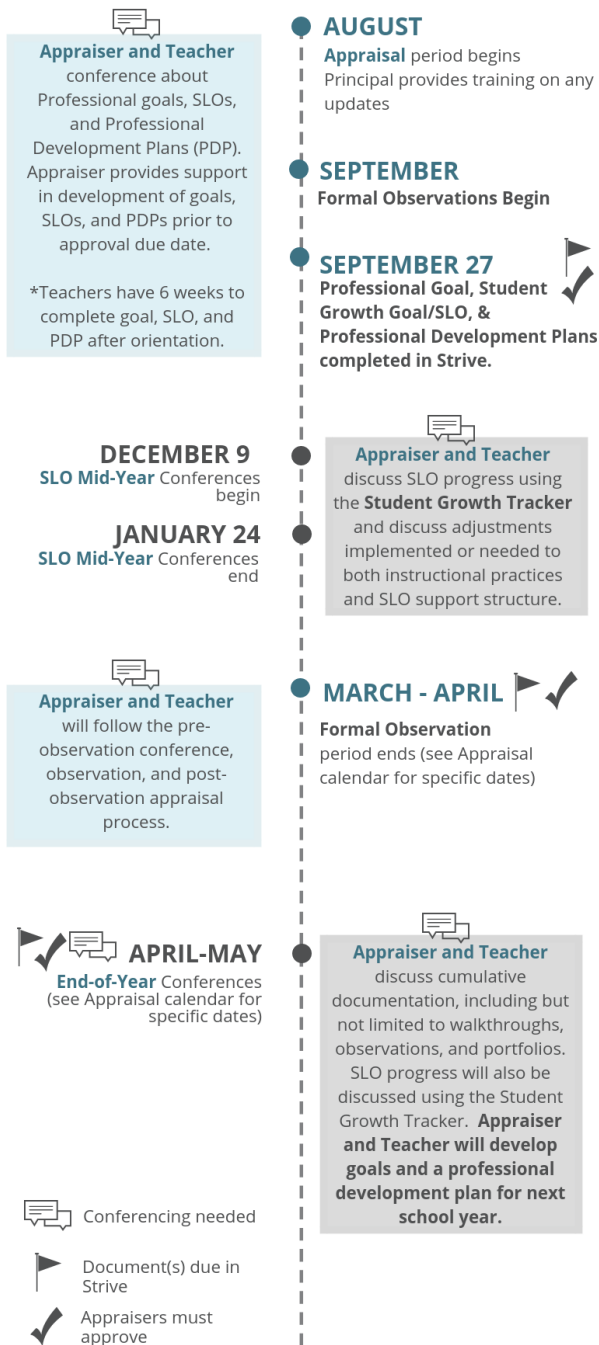 AUGUST
Appraisal period begins
Principal provides training on any
updates
Appraiser and Teacher
conference about
Professional goals, SLOs,
and Professional
Development Plans (PDP).
Appraiser provides support
in development of goals,
SLOs, and PDPs prior to
approval due date.
*Teachers have 6 weeks to
complete goal, SLO, and
PDP after orientation.
SEPTEMBER
Formal Observations Begin
SEPTEMBER 27
Professional Goal, Student
Growth Goal/SLO, &
Professional Development Plans
completed in Strive.
DECEMBER 9
SLO Mid-Year Conferences
begin
JANUARY 24
SLO Mid-Year Conferences
end
Appraiser and Teacher
discuss SLO progress using
the Student Growth Tracker
and discuss adjustments
implemented or needed to
both instructional practices
and SLO support structure.
Appraiser and Teacher
will follow the pre-
observation conference,
observation, and post-
observation appraisal
process.
MARCH - APRIL
Formal Observation
period ends (see Appraisal
calendar for specific dates)
APRIL-MAY
End-of-Year Conferences
(see Appraisal calendar for
specific dates)
Appraiser and Teacher
discuss cumulative
documentation, including but
not limited to walkthroughs,
observations, and portfolios.
SLO progress will also be
discussed using the Student
Growth Tracker. Appraiser
and Teacher will develop
goals and a professional
development plan for next
school year.
Conferencing needed
Document(s) due in
Strive
Appraisers must
approve